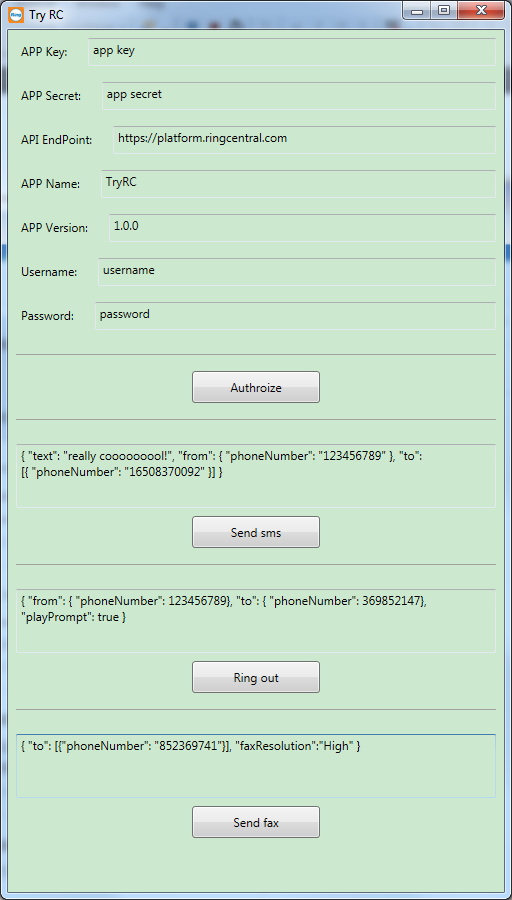 Try RC
APP Key: app key
APP Secret: app secret
API EndPoint: https://platform.ringcentral.com
APP Name: TryRC
APP Version: 1.0.0
Username: username
Password: password
Authroize
{ "text": "really cooooooool!", "from": { "phoneNumber": "123456789" }, "to":
[{ "phoneNumber": "16508370092" }] }
Send sms
{ "from": { "phoneNumber": 123456789}, "to": { "phoneNumber": 369852147},
"playPrompt": true }
Ring out
{ "to": [{"phoneNumber": "852369741"}], "faxResolution":"High" }
Send fax